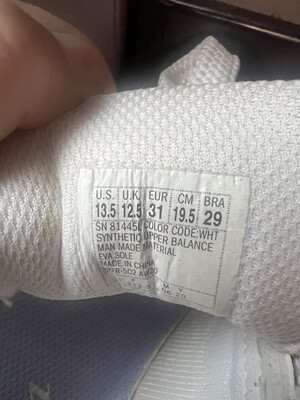 U.S. U.K. EUR CM BRA
13.5 12.5 31 19.5 29
SN 81445L COLOR CODE:WHT
SYNTHETIC UPPER BALANCE
MAN MADE MATERIAL
EVA SOLE
MADE IN CHINA